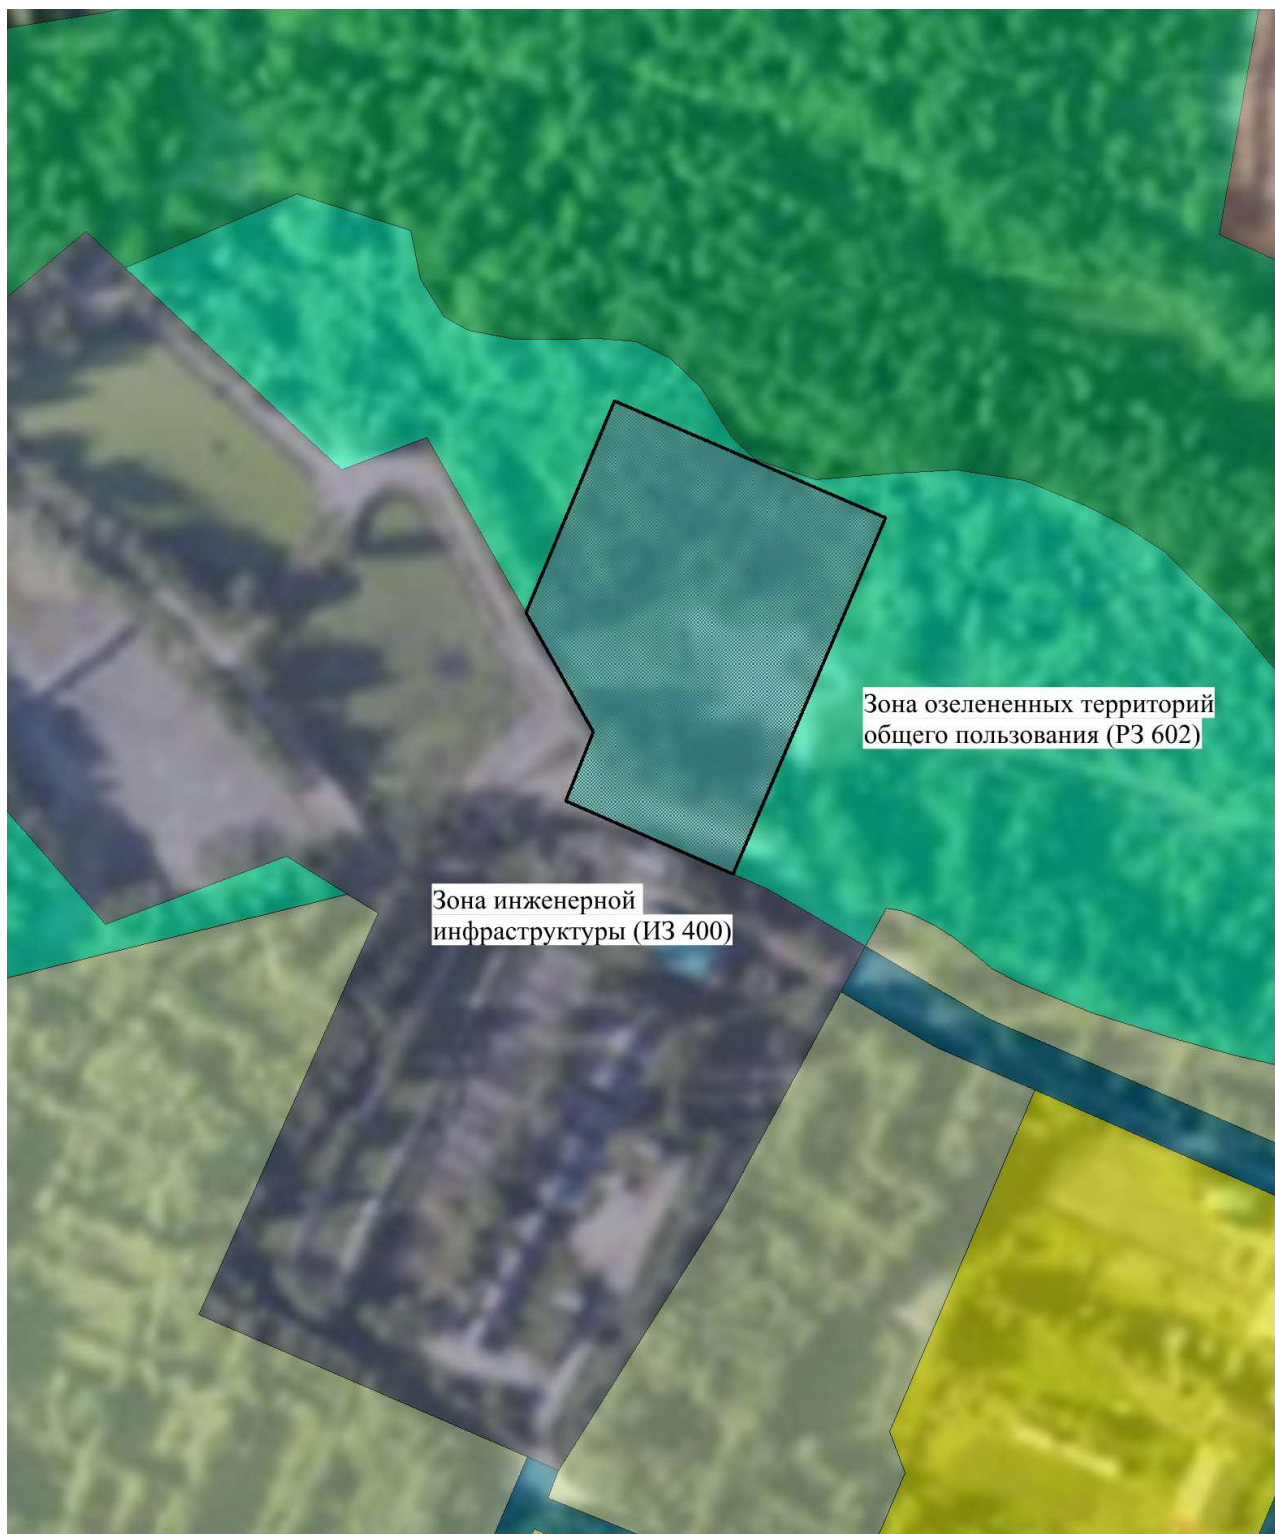 Зона озелененных территорий
общего пользования (РЗ 602)
Зона инженерной
инфраструктуры (ИЗ 400)